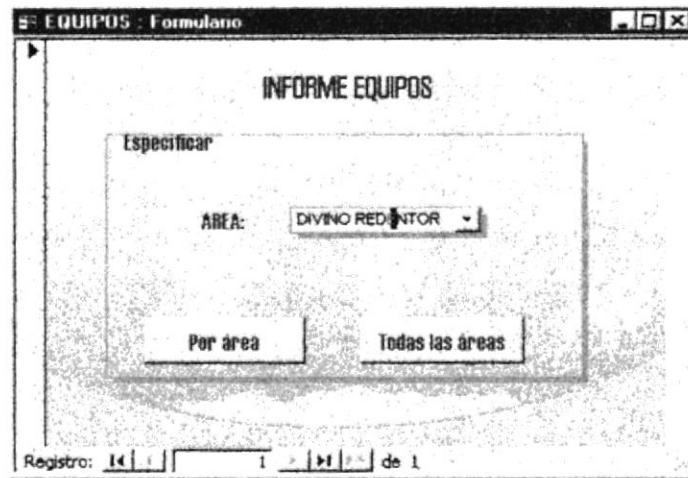 EQUIPOS : Formulario
INFORME EQUIPOS
Especificar
AREA: DIVINO REDENTOR
Por área Todas las áreas
Registro: 1 de 1